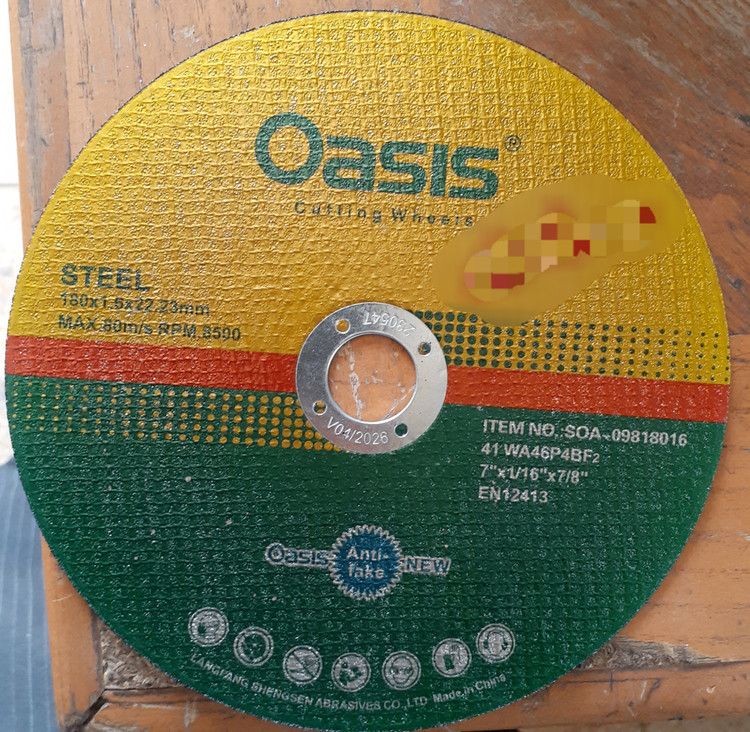 Oasis®
Cutting Wheels
STEEL
180x1.6x22.23mm
MAX.80m/s RPM.8500
230547
V04/2026
ITEM NO.:SOA-09818016
41 WA46P4BF2
7"x1/16"x7/8"
EN12413
Oasis Anti-fake NEW
LANGFANG SHENGSEN ABRASIVES CO.,LTD Made in China